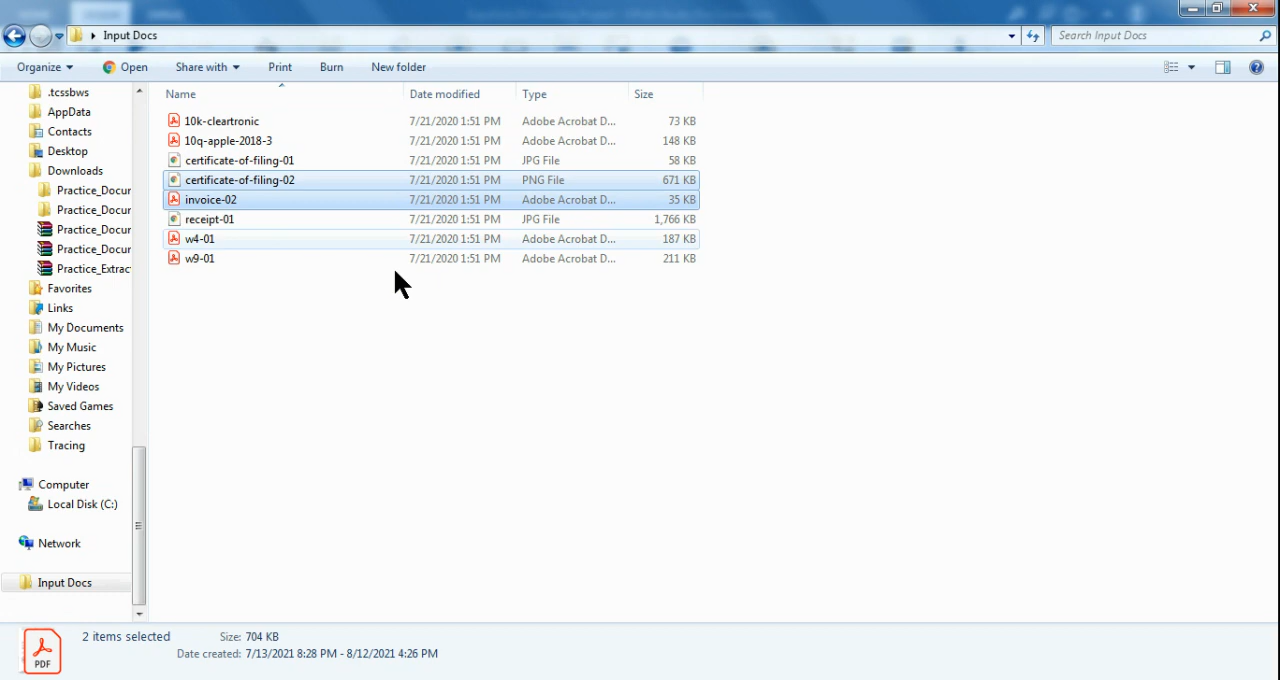 Input Docs
Search Input Docs
Organize Open Share with Print Burn New folder
Name Date modified Type Size
.tcssbws
AppData
Contacts
Desktop
Downloads
Practice_Docur
Practice_Docur
Practice_Docur
Practice_Docur
Practice_Extrac
Favorites
Links
My Documents
My Music
My Pictures
My Videos
Saved Games
Searches
Tracing
Computer
Local Disk (C:)
Network
Input Docs
10k-cleartronic 7/21/2020 1:51 PM Adobe Acrobat D... 73 KB
10q-apple-2018-3 7/21/2020 1:51 PM Adobe Acrobat D... 148 KB
certificate-of-filing-01 7/21/2020 1:51 PM JPG File 58 KB
certificate-of-filing-02 7/21/2020 1:51 PM PNG File 671 KB
invoice-02 7/21/2020 1:51 PM Adobe Acrobat D... 35 KB
receipt-01 7/21/2020 1:51 PM JPG File 1,766 KB
w4-01 7/21/2020 1:51 PM Adobe Acrobat D... 187 KB
w9-01 7/21/2020 1:51 PM Adobe Acrobat D... 211 KB
PDF
2 items selected Size: 704 KB
Date created: 7/13/2021 8:28 PM - 8/12/2021 4:26 PM